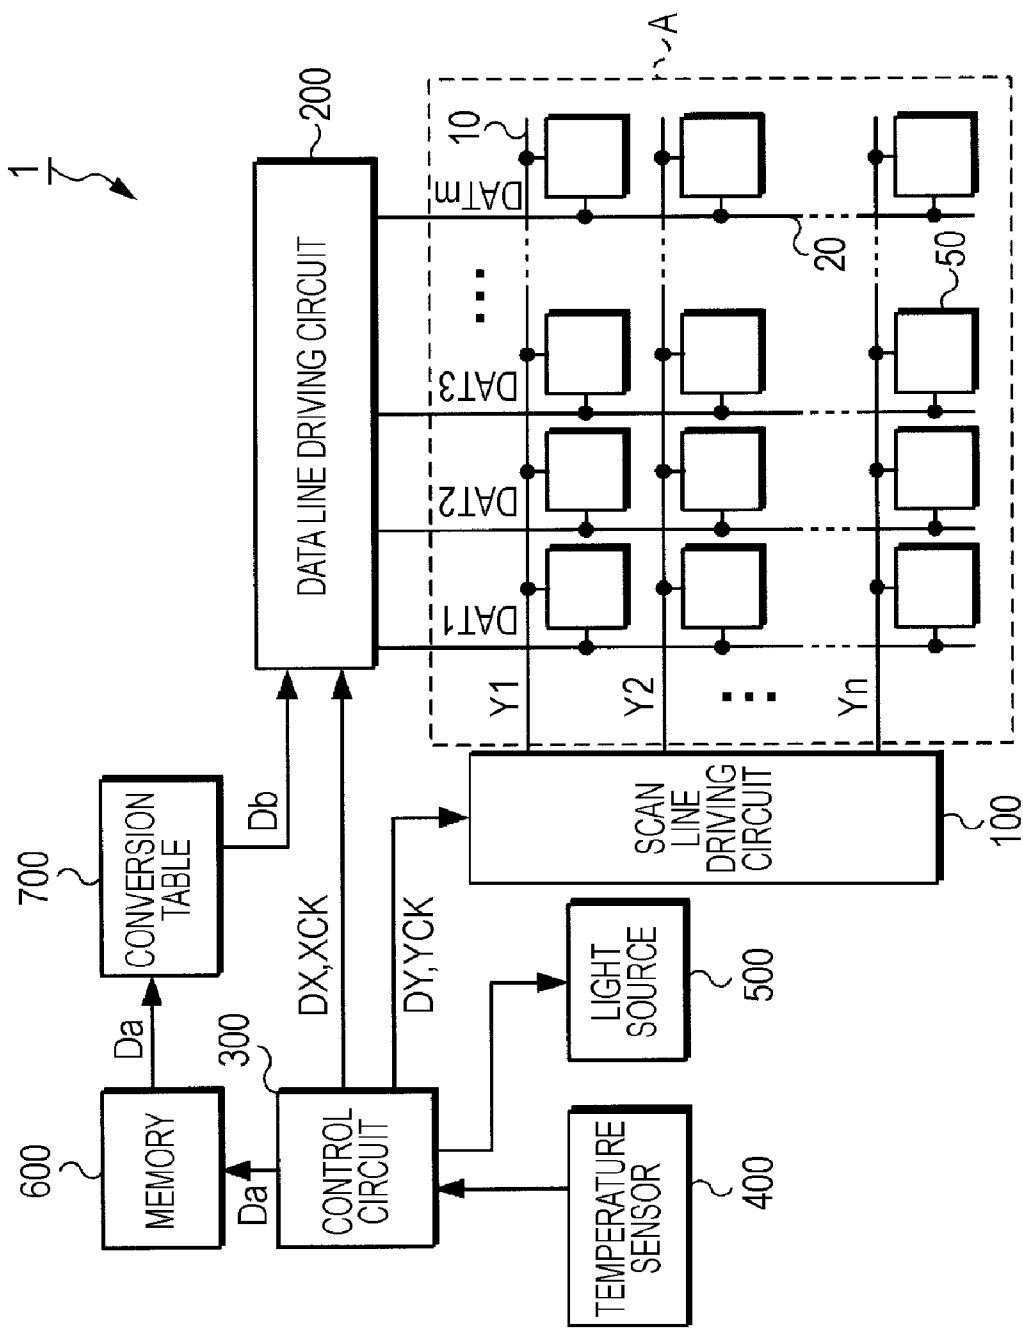 1
600
MEMORY
Da
700
CONVERSION
TABLE
Db
200
DATA LINE DRIVING CIRCUIT
Da
300
CONTROL
CIRCUIT
DX,XCK
DY,YCK
DAT1
DAT2
DAT3
...
DATm
10
A
Y1
Y2
...
Yn
20
50
TEMPERATURE
SENSOR
400
LIGHT
SOURCE
500
SCAN
LINE
DRIVING
CIRCUIT
100